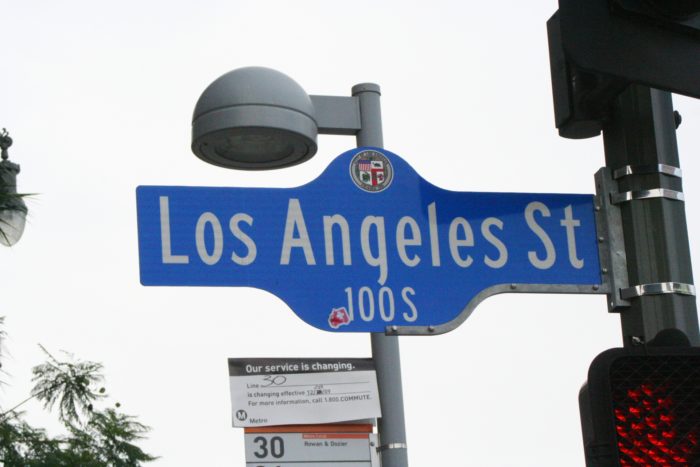 Los Angeles St
100 S
Our service is changing.
Line 30
is changing effective
For more information, call 1.800.COMMUTE.
M Metro
30
Rowan & Dozier